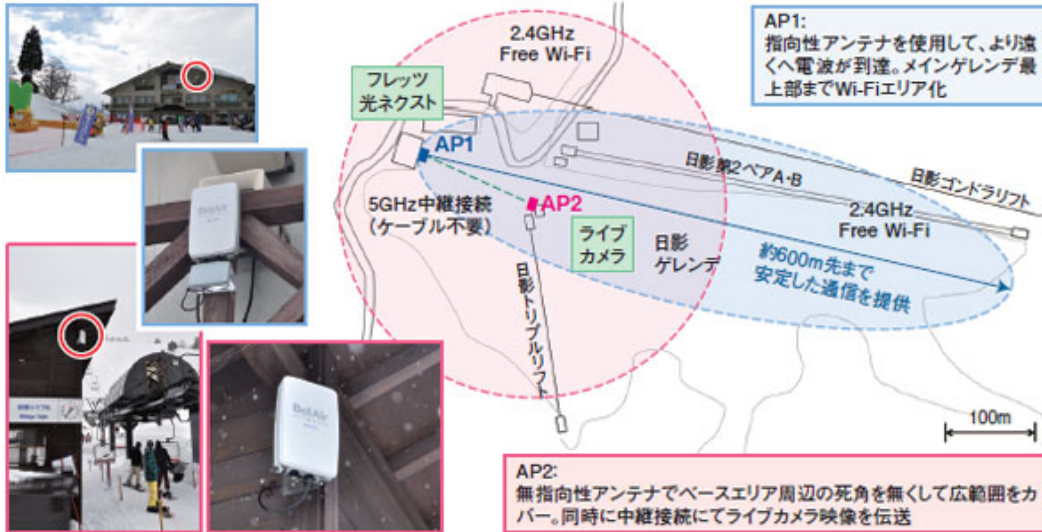 2.4GHz
Free Wi-Fi
フレッツ
光ネクスト
AP1
AP2
5GHz中継接続
(ケーブル不要)
ライブ
カメラ
日影
ゲレンデ
日影第2ペアA・B
日影ゴンドラリフト
2.4GHz
Free Wi-Fi
約600m先まで
安定した通信を提供
日影トリプルリフト
100m
AP1:
指向性アンテナを使用して、より遠
くへ電波が到達。メインゲレンデ最
上部までWi-Fiエリア化
AP2:
無指向性アンテナでベースエリア周辺の死角を無くして広範囲をカ
バー。同時に中継接続にてライブカメラ映像を伝送
BelAir
BelAir